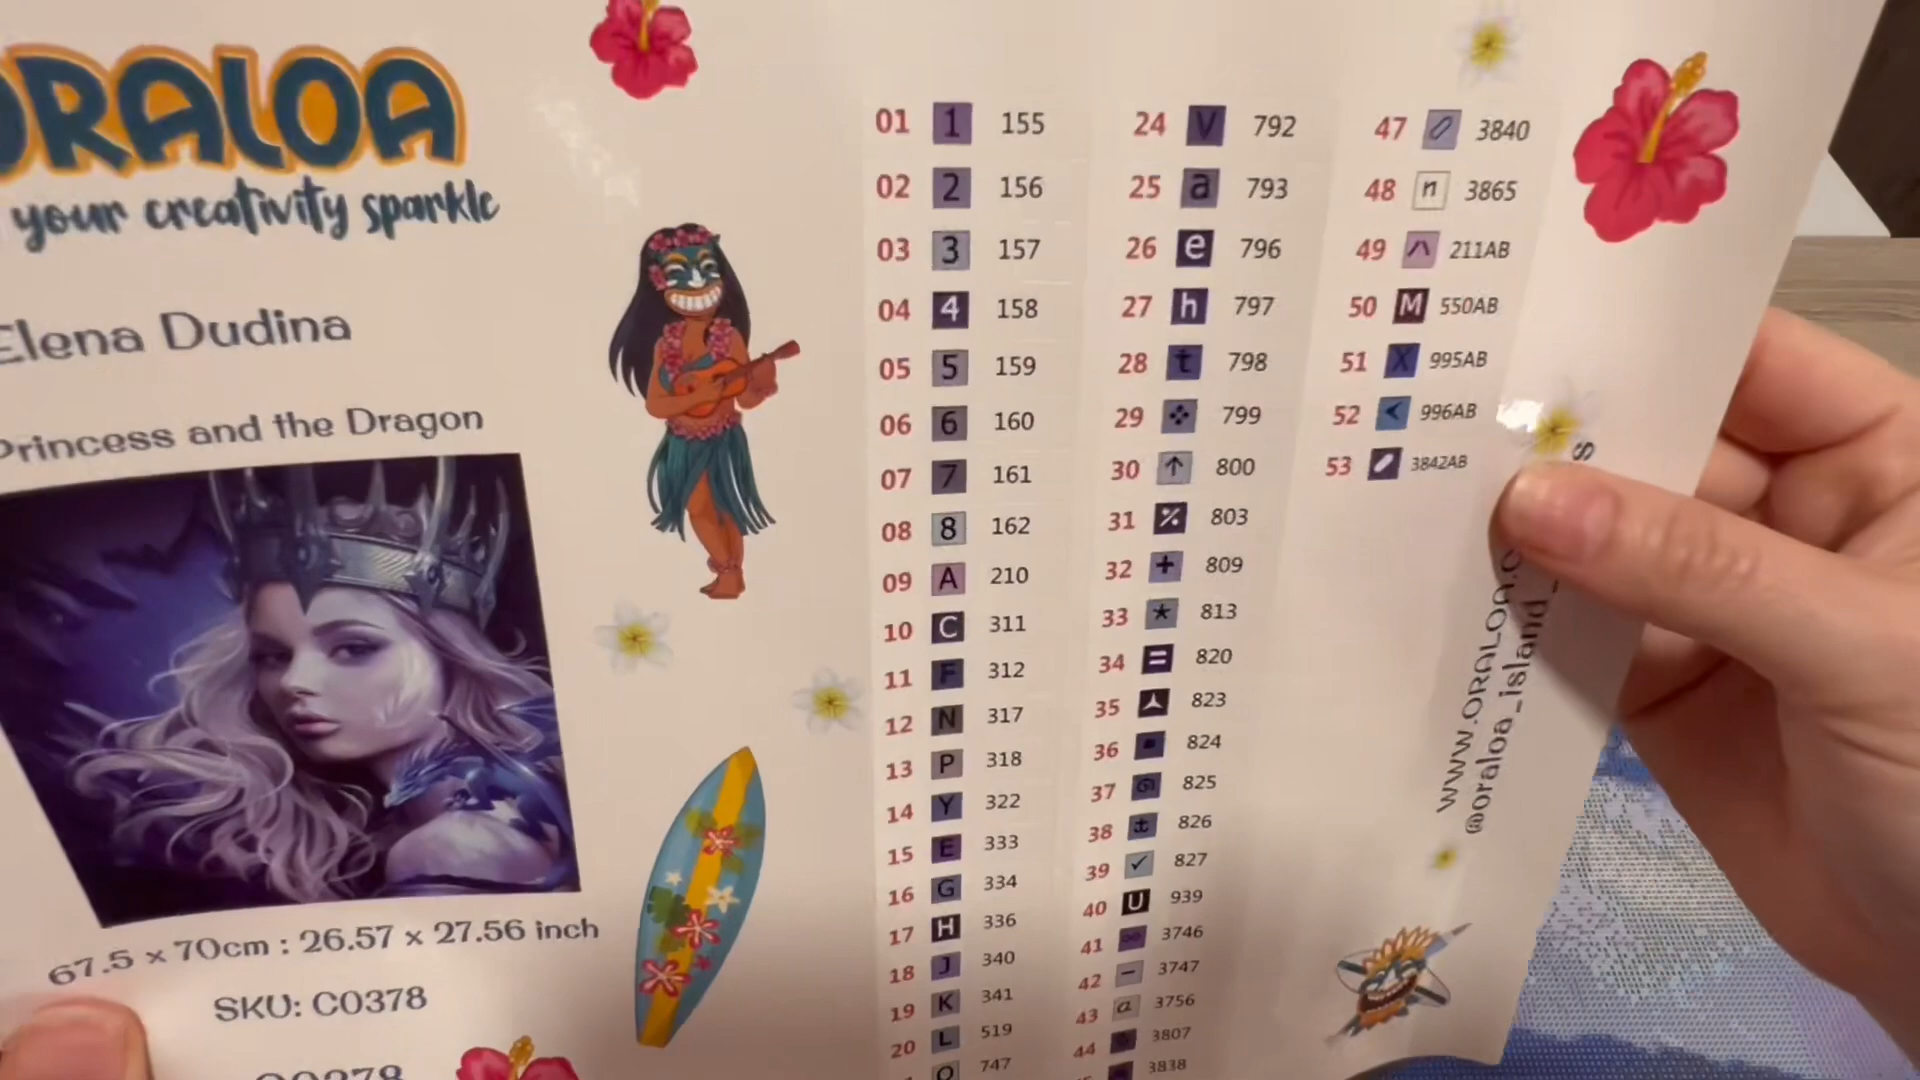 ORALOA
your creativity sparkle
Elena Dudina
Princess and the Dragon
67.5 x 70cm : 26.57 x 27.56 inch
SKU: C0378
01 1 155
02 2 156
03 3 157
04 4 158
05 5 159
06 6 160
07 7 161
08 8 162
09 A 210
10 C 311
11 F 312
12 N 317
13 P 318
14 Y 322
15 E 333
16 G 334
17 H 336
18 J 340
19 K 341
20 L 519
747
24 V 792
25 a 793
26 e 796
27 h 797
28 t 798
29 ❖ 799
30 ↑ 800
31 % 803
32 + 809
33 ★ 813
34 = 820
35 823
36 ■ 824
37 825
38 ⚓ 826
39 ✓ 827
40 U 939
41 ∞ 3746
42 − 3747
43 a 3756
44 3807
3838
47 3840
48 n 3865
49 211AB
50 M 550AB
51 X 995AB
52 996AB
53 3842AB
www.ORALOA.c
@oraloa_island_